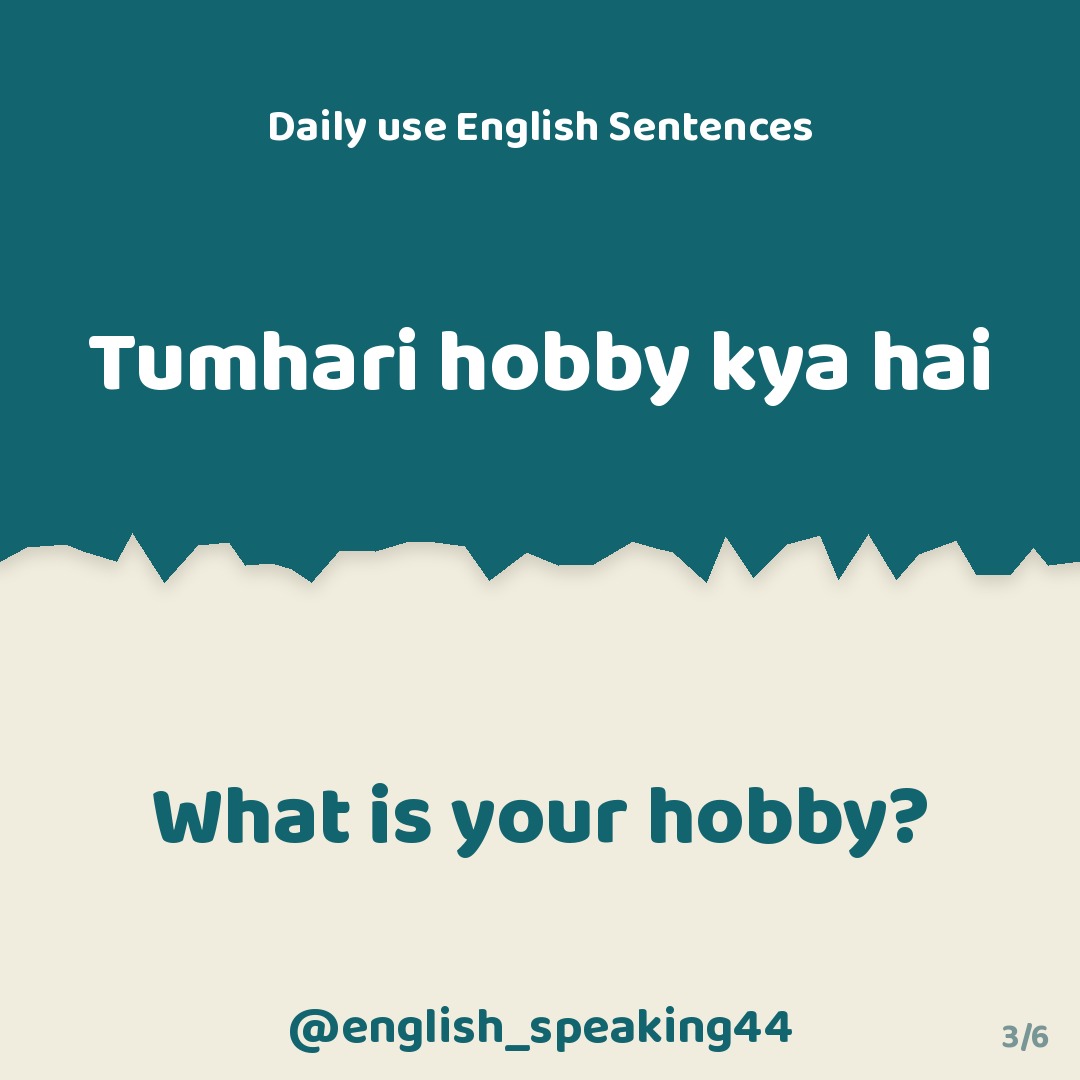 Daily use English Sentences
Tumhari hobby kya hai
What is your hobby?
@english_speaking44
3/6